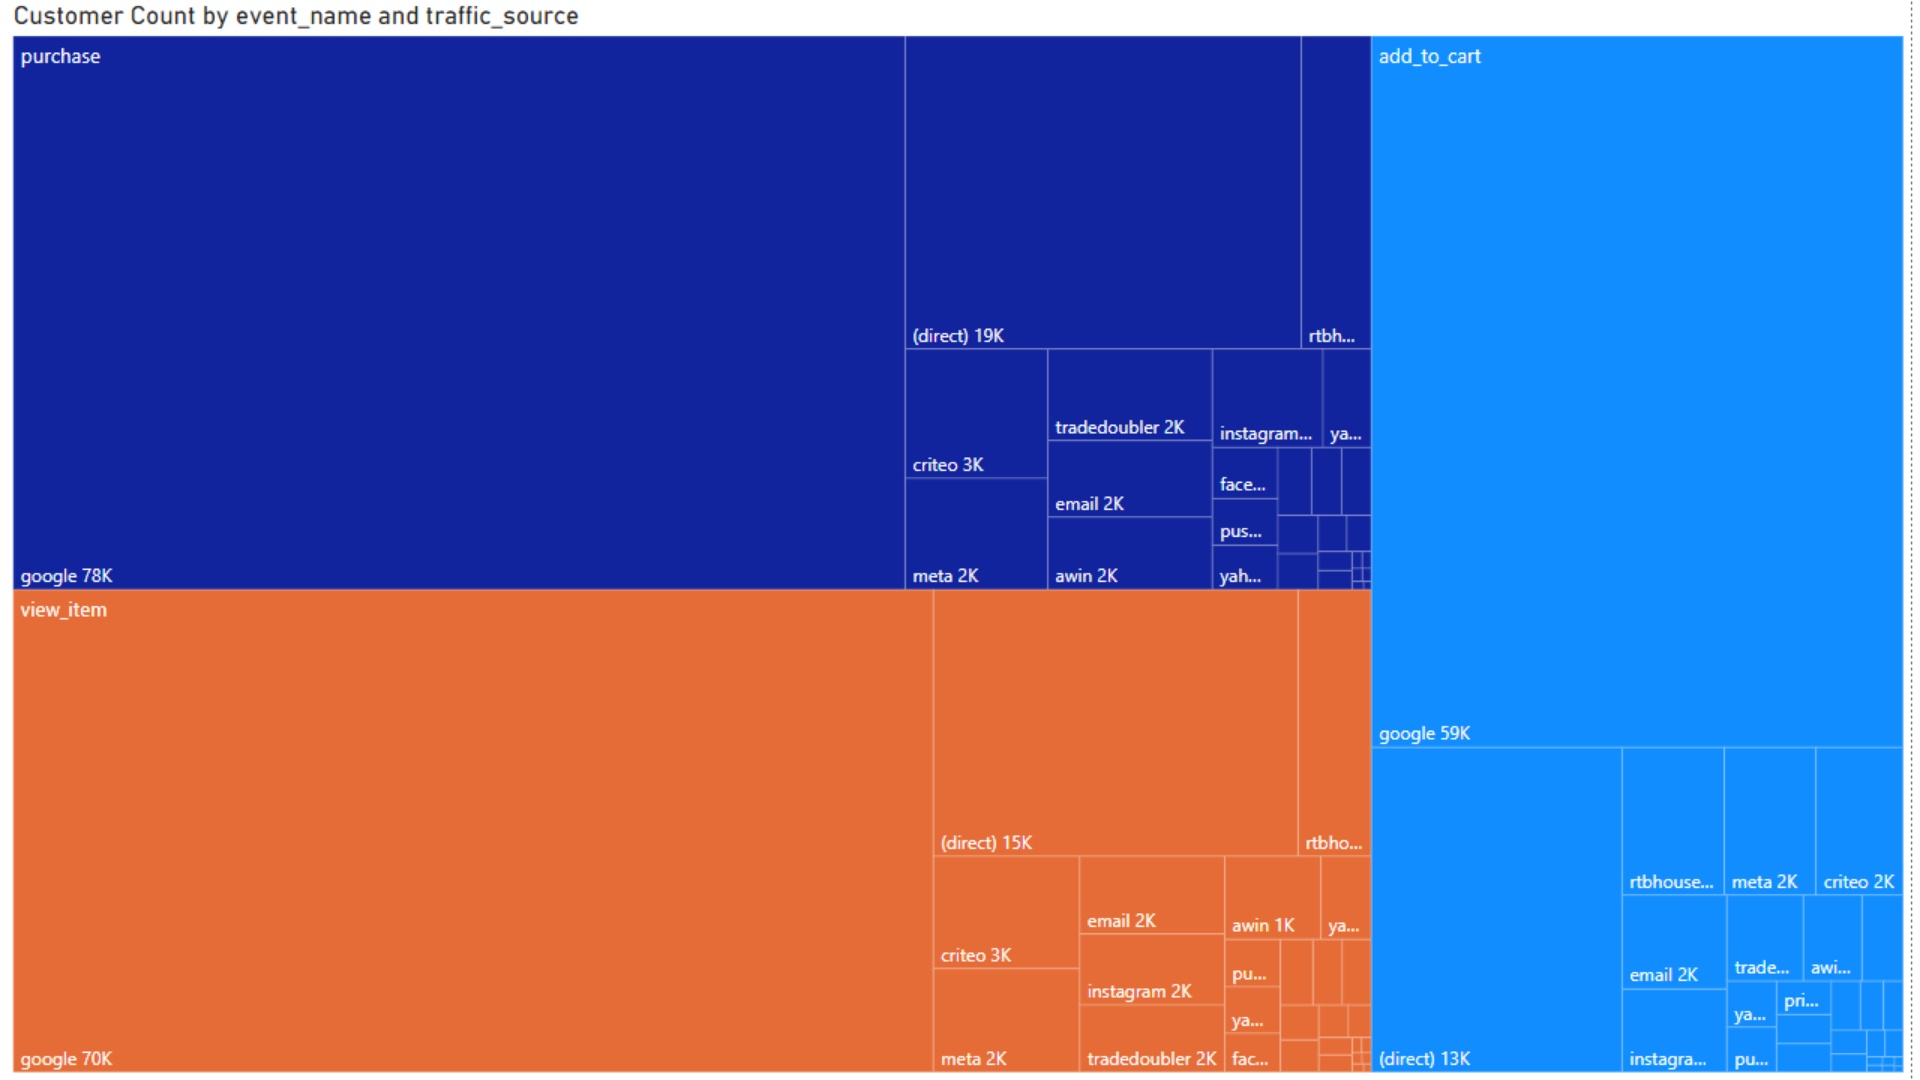 Customer Count by event_name and traffic_source
purchase
google 78K
(direct) 19K
rtbh...
criteo 3K
meta 2K
tradedoubler 2K
email 2K
awin 2K
instagram...
ya...
face...
pus...
yah...
view_item
google 70K
(direct) 15K
rtbho...
criteo 3K
meta 2K
email 2K
instagram 2K
tradedoubler 2K
awin 1K
ya...
pu...
ya...
fac...
add_to_cart
google 59K
(direct) 13K
rtbhouse...
meta 2K
criteo 2K
email 2K
instagra...
trade...
awi...
ya...
pri...
pu...